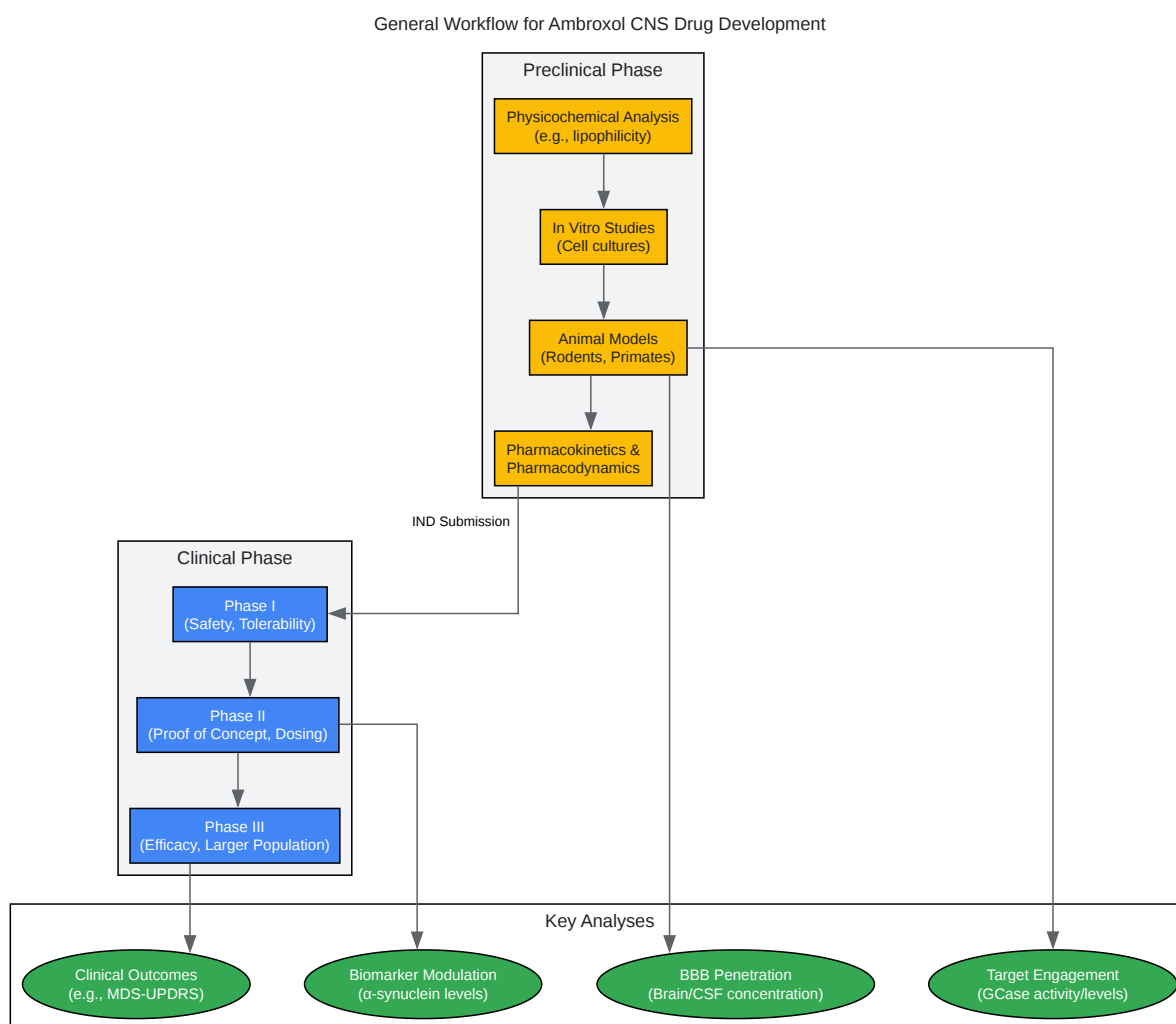 General Workflow for Ambroxol CNS Drug Development
Preclinical Phase
Physicochemical Analysis
(e.g., lipophilicity)
In Vitro Studies
(Cell cultures)
Animal Models
(Rodents, Primates)
Pharmacokinetics &
Pharmacodynamics
IND Submission
Clinical Phase
Phase I
(Safety, Tolerability)
Phase II
(Proof of Concept, Dosing)
Phase III
(Efficacy, Larger Population)
Key Analyses
Clinical Outcomes
(e.g., MDS-UPDRS)
Biomarker Modulation
(α-synuclein levels)
BBB Penetration
(Brain/CSF concentration)
Target Engagement
(GCase activity/levels)